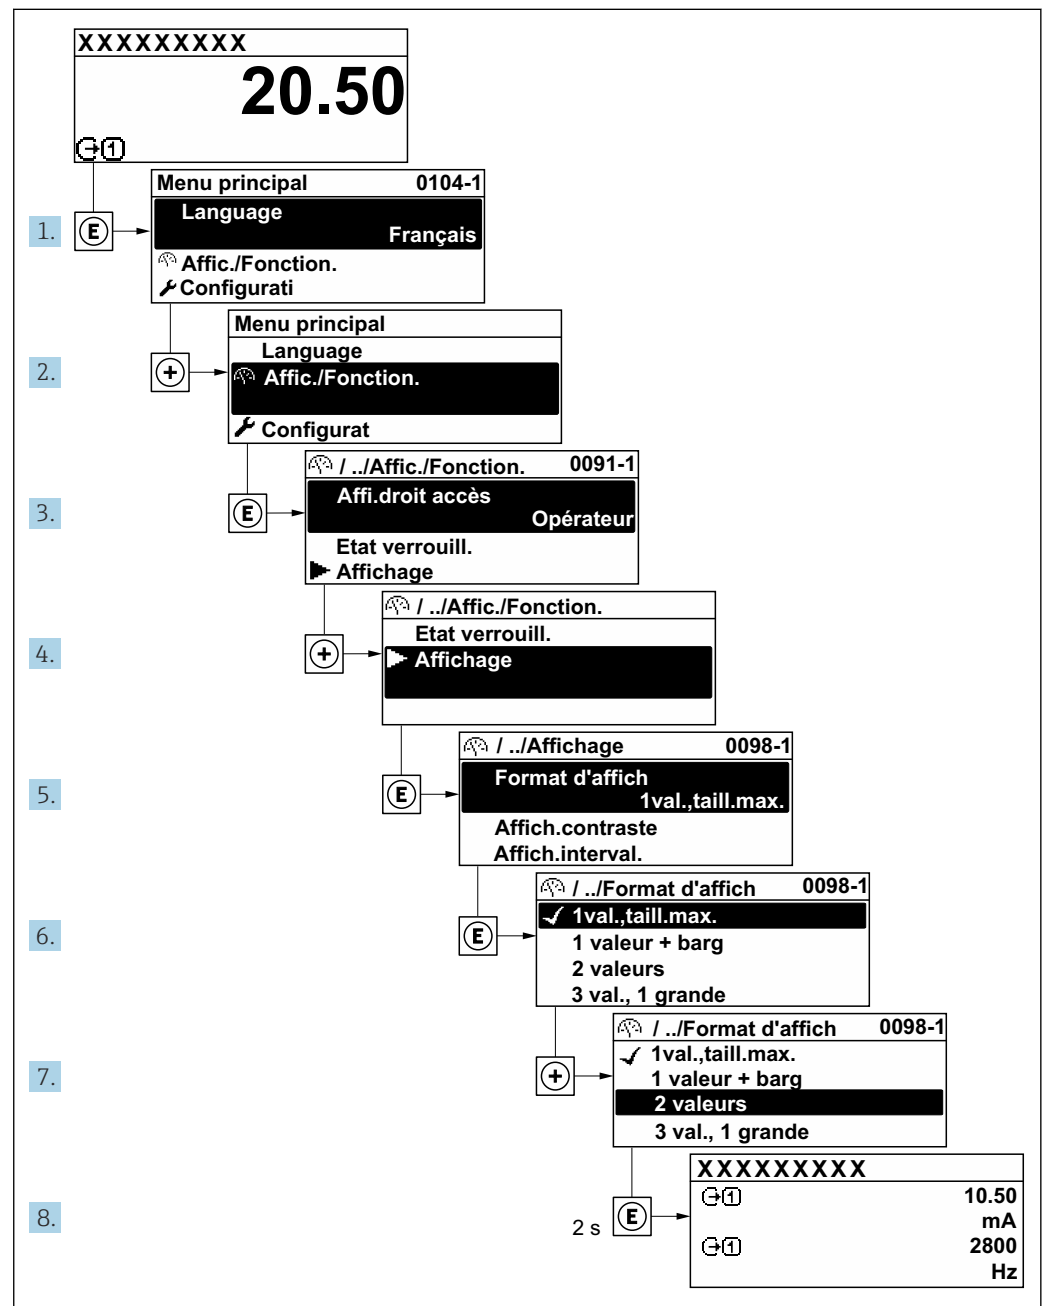 XXXXXXXXX
20.50
1
Menu principal 0104-1
1. E Language
Français
Affic./Fonction.
Configurati
Menu principal
Language
2. + Affic./Fonction.
Configurat
/ ../Affic./Fonction. 0091-1
Affi.droit accès
3. E Opérateur
Etat verrouill.
Affichage
/ ../Affic./Fonction.
Etat verrouill.
4. + Affichage
/ ../Affichage 0098-1
Format d'affich
5. E 1val.,taill.max.
Affich.contraste
Affich.interval.
/ ../Format d'affich 0098-1
1val.,taill.max.
6. E 1 valeur + barg
2 valeurs
3 val., 1 grande
/ ../Format d'affich 0098-1
1val.,taill.max.
7. + 1 valeur + barg
2 valeurs
3 val., 1 grande
XXXXXXXXX
1 10.50
8. 2 s E mA
1 2800
Hz